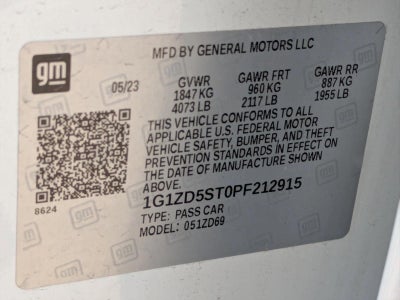 gm
MFD BY GENERAL MOTORS LLC
05/23 GVWR GAWR FRT GAWR RR
1847 KG 960 KG 887 KG
4073 LB 2117 LB 1955 LB
THIS VEHICLE CONFORMS TO ALL
APPLICABLE U.S. FEDERAL MOTOR
VEHICLE SAFETY, BUMPER, AND THEFT
PREVENTION STANDARDS IN EFFECT ON
THE DATE OF MANUFACTURE SHOWN
ABOVE.
8624
1G1ZD5ST0PF212915
TYPE: PASS CAR
MODEL: 051ZD69